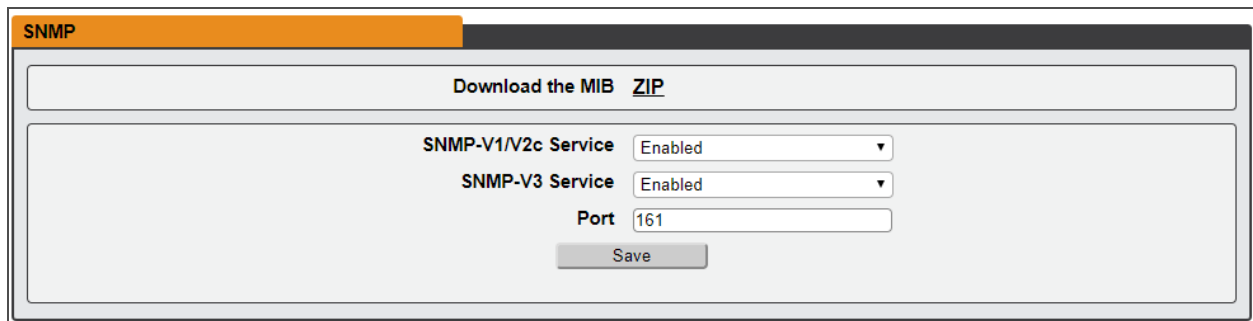 SNMP
Download the MIB ZIP
SNMP-V1/V2c Service Enabled
SNMP-V3 Service Enabled
Port 161
Save